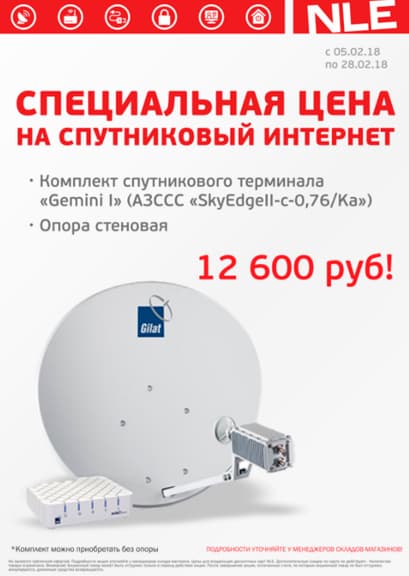 NLE
с 05.02.18
по 28.02.18
СПЕЦИАЛЬНАЯ ЦЕНА
НА СПУТНИКОВЫЙ ИНТЕРНЕТ
· Комплект спутникового терминала
«Gemini I» (АЗССС «SkyEdgeII-c-0,76/Ka»)
· Опора стеновая
12 600 руб!
Gilat
*Комплект можно приобретать без опоры
ПОДРОБНОСТИ УТОЧНЯЙТЕ У МЕНЕДЖЕРОВ СКЛАДОВ-МАГАЗИНОВ!